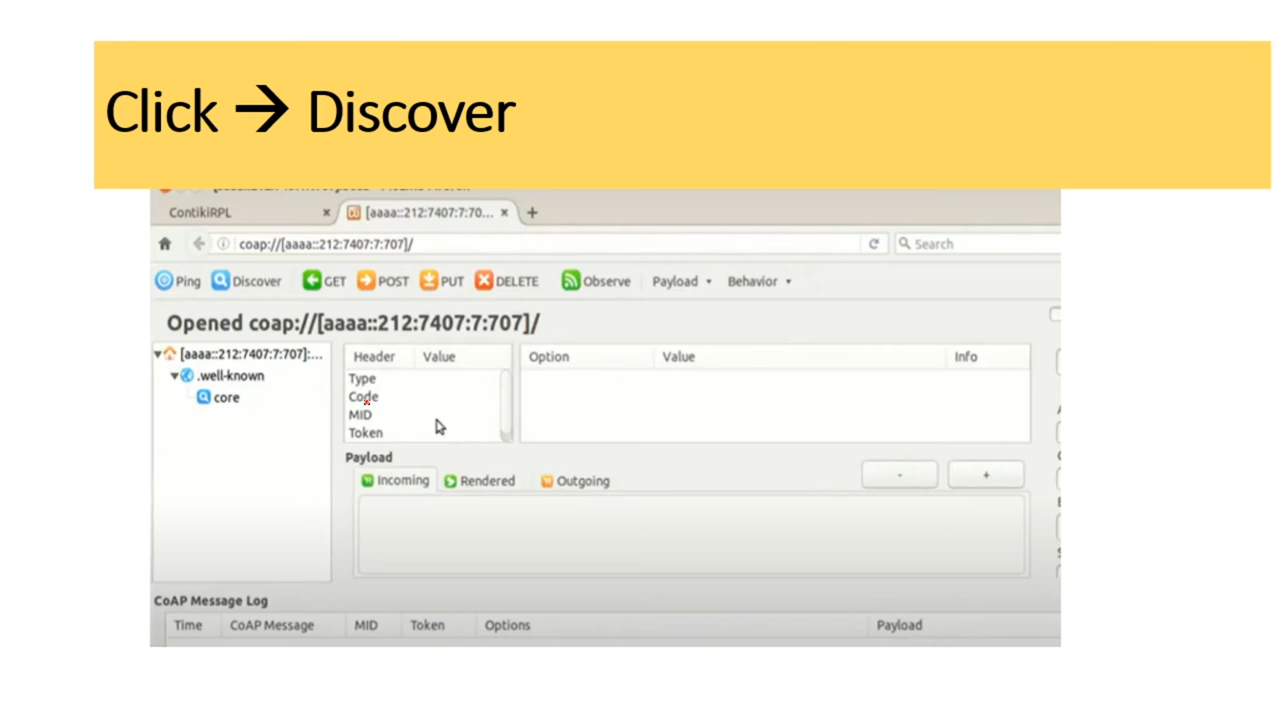 Click → Discover
ContikiRPL
[aaaa::212:7407:7:70...
coap://[aaaa::212:7407:7:707]/
Search
Ping Discover GET POST PUT DELETE Observe Payload Behavior
Opened coap://[aaaa::212:7407:7:707]/
[aaaa::212:7407:7:707]:...
.well-known
core
Header Value
Type
Code
MID
Token
Option Value Info
Payload
Incoming Rendered Outgoing
- +
CoAP Message Log
Time CoAP Message MID Token Options Payload